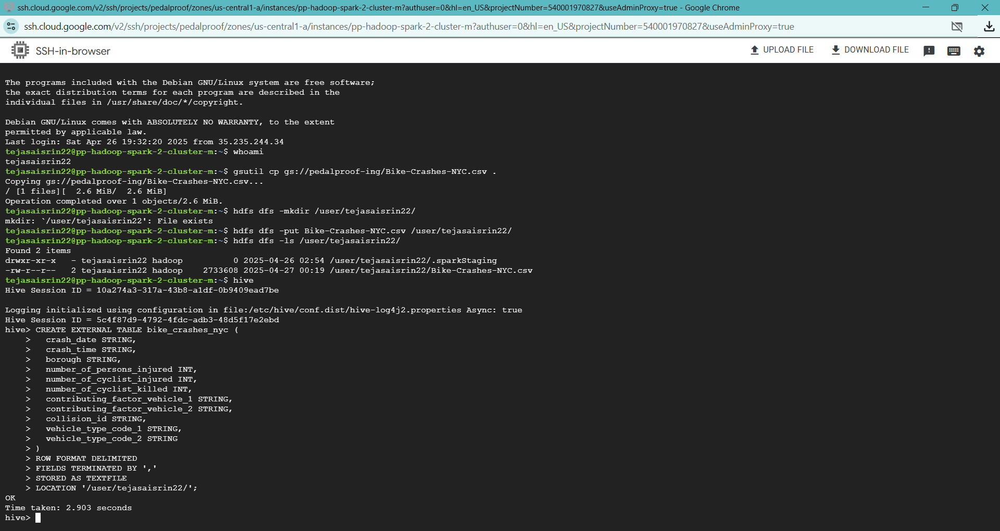 ssh.cloud.google.com/v2/ssh/projects/pedalproof/zones/us-central1-a/instances/pp-hadoop-spark-2-cluster-m?authuser=0&hl=en_US&projectNumber=540001970827&useAdminProxy=true - Google Chrome
ssh.cloud.google.com/v2/ssh/projects/pedalproof/zones/us-central1-a/instances/pp-hadoop-spark-2-cluster-m?authuser=0&hl=en_US&projectNumber=540001970827&useAdminProxy=true
SSH-in-browser
UPLOAD FILE
DOWNLOAD FILE
The programs included with the Debian GNU/Linux system are free software;
the exact distribution terms for each program are described in the
individual files in /usr/share/doc/*/copyright.
Debian GNU/Linux comes with ABSOLUTELY NO WARRANTY, to the extent
permitted by applicable law.
Last login: Sat Apr 26 19:32:20 2025 from 35.235.244.34
tejasaisrin22@pp-hadoop-spark-2-cluster-m:~$ whoami
tejasaisrin22
tejasaisrin22@pp-hadoop-spark-2-cluster-m:~$ gsutil cp gs://pedalproof-ing/Bike-Crashes-NYC.csv .
Copying gs://pedalproof-ing/Bike-Crashes-NYC.csv...
/ [1 files][  2.6 MiB/  2.6 MiB]
Operation completed over 1 objects/2.6 MiB.
tejasaisrin22@pp-hadoop-spark-2-cluster-m:~$ hdfs dfs -mkdir /user/tejasaisrin22/
mkdir: `/user/tejasaisrin22': File exists
tejasaisrin22@pp-hadoop-spark-2-cluster-m:~$ hdfs dfs -put Bike-Crashes-NYC.csv /user/tejasaisrin22/
tejasaisrin22@pp-hadoop-spark-2-cluster-m:~$ hdfs dfs -ls /user/tejasaisrin22/
Found 2 items
drwxr-xr-x   - tejasaisrin22 hadoop          0 2025-04-26 02:54 /user/tejasaisrin22/.sparkStaging
-rw-r--r--   2 tejasaisrin22 hadoop    2733608 2025-04-27 00:19 /user/tejasaisrin22/Bike-Crashes-NYC.csv
tejasaisrin22@pp-hadoop-spark-2-cluster-m:~$ hive
Hive Session ID = 10a274a3-317a-43b8-a1df-0b9409ead7be
Logging initialized using configuration in file:/etc/hive/conf.dist/hive-log4j2.properties Async: true
Hive Session ID = 5c4f87d9-4792-4fdc-adb3-48d5f17e2ebd
hive> CREATE EXTERNAL TABLE bike_crashes_nyc (
    >   crash_date STRING,
    >   crash_time STRING,
    >   borough STRING,
    >   number_of_persons_injured INT,
    >   number_of_cyclist_injured INT,
    >   number_of_cyclist_killed INT,
    >   contributing_factor_vehicle_1 STRING,
    >   contributing_factor_vehicle_2 STRING,
    >   collision_id STRING,
    >   vehicle_type_code_1 STRING,
    >   vehicle_type_code_2 STRING
    > )
    > ROW FORMAT DELIMITED
    > FIELDS TERMINATED BY ','
    > STORED AS TEXTFILE
    > LOCATION '/user/tejasaisrin22/';
OK
Time taken: 2.903 seconds
hive>